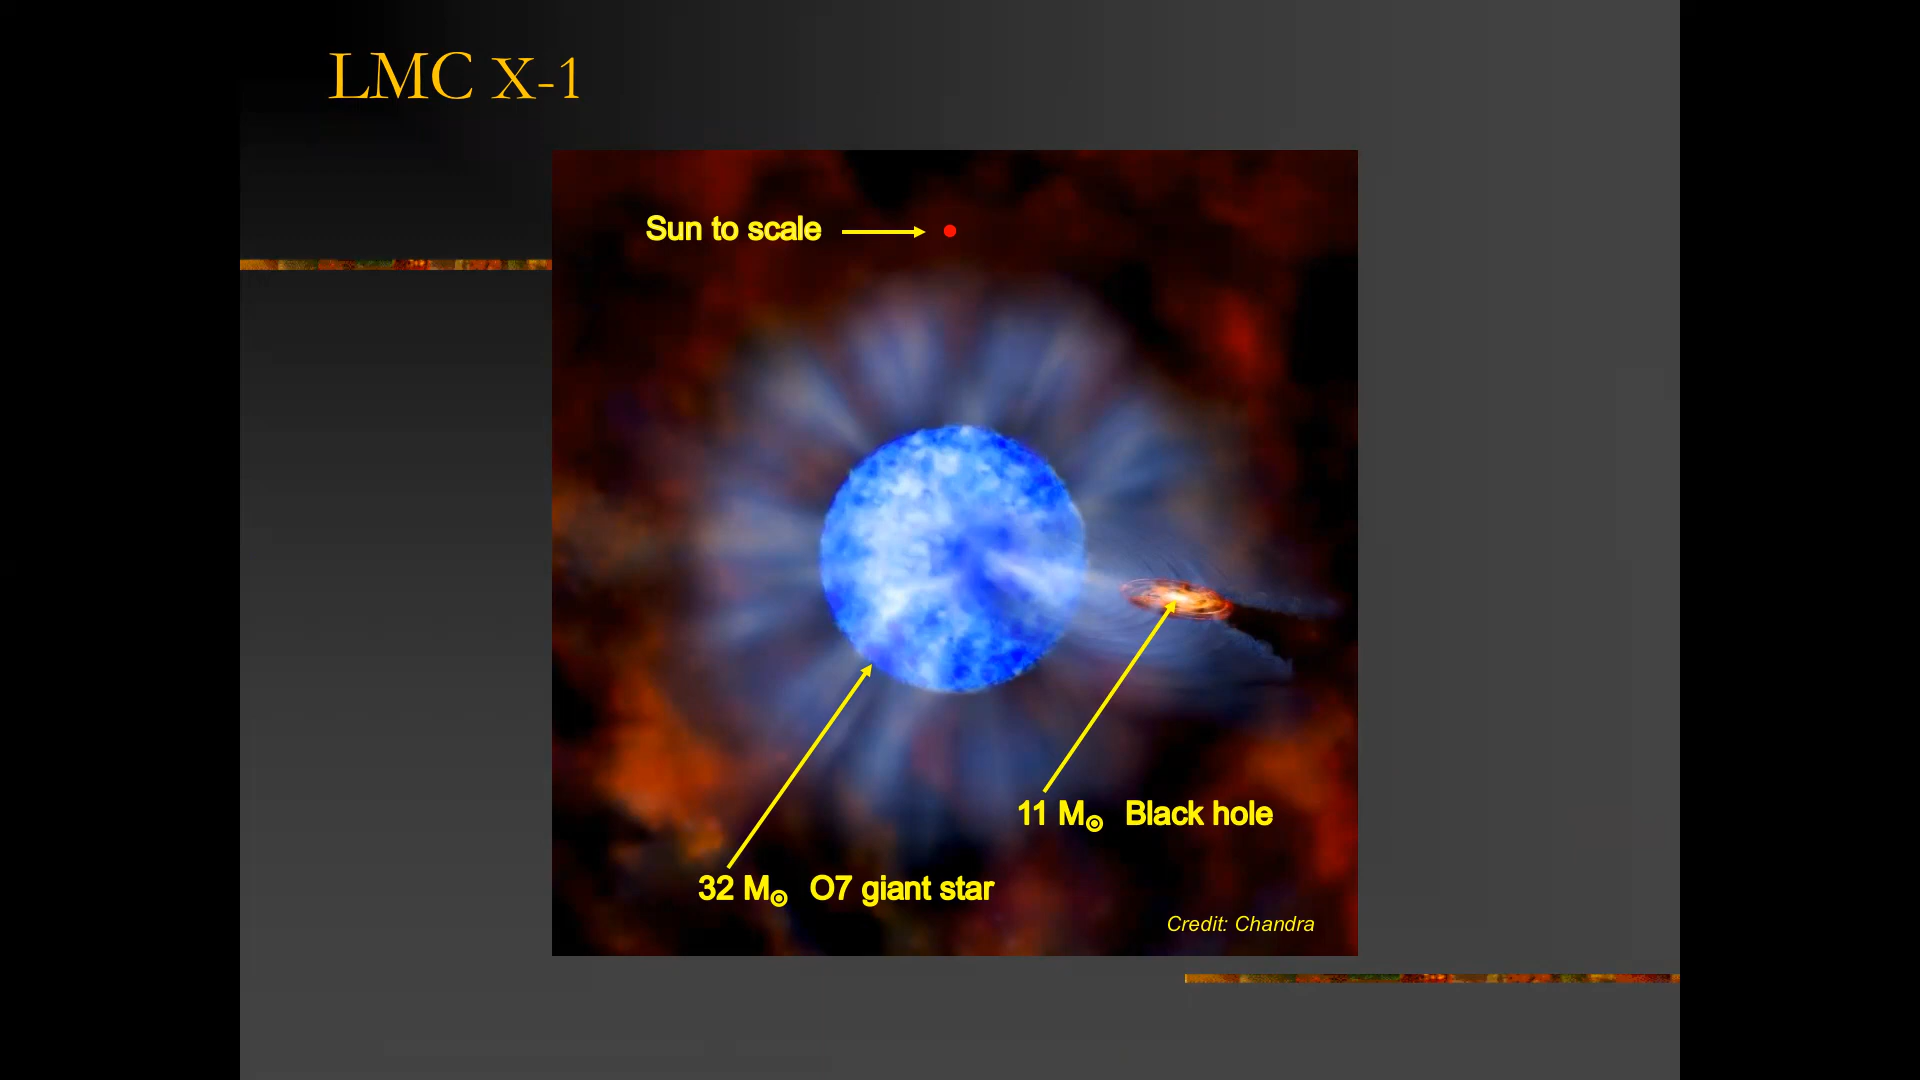 LMC X-1
Sun to scale
11 M☉ Black hole
32 M☉ O7 giant star
Credit: Chandra